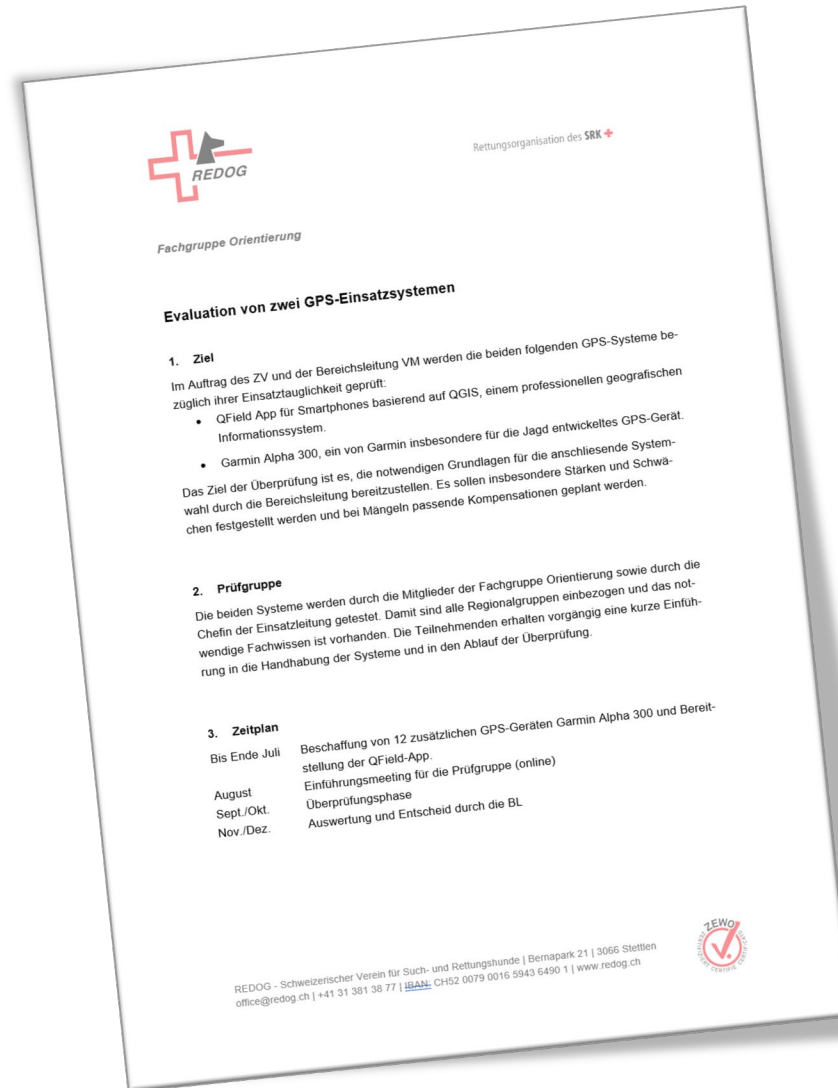 REDOG
Rettungsorganisation des SRK
Fachgruppe Orientierung
Evaluation von zwei GPS-Einsatzsystemen
1. Ziel
Im Auftrag des ZV und der Bereichsleitung VM werden die beiden folgenden GPS-Systeme be-
züglich ihrer Einsatztauglichkeit geprüft:
• QField App für Smartphones basierend auf QGIS, einem professionellen geografischen
Informationssystem.
• Garmin Alpha 300, ein von Garmin insbesondere für die Jagd entwickeltes GPS-Gerät.
Das Ziel der Überprüfung ist es, die notwendigen Grundlagen für die anschliesende System-
wahl durch die Bereichsleitung bereitzustellen. Es sollen insbesondere Stärken und Schwä-
chen festgestellt werden und bei Mängeln passende Kompensationen geplant werden.
2. Prüfgruppe
Die beiden Systeme werden durch die Mitglieder der Fachgruppe Orientierung sowie durch die
Chefin der Einsatzleitung getestet. Damit sind alle Regionalgruppen einbezogen und das not-
wendige Fachwissen ist vorhanden. Die Teilnehmenden erhalten vorgängig eine kurze Einfüh-
rung in die Handhabung der Systeme und in den Ablauf der Überprüfung.
3. Zeitplan
Bis Ende Juli Beschaffung von 12 zusätzlichen GPS-Geräten Garmin Alpha 300 und Bereit-
stellung der QField-App.
August Einführungsmeeting für die Prüfgruppe (online)
Sept./Okt. Überprüfungsphase
Nov./Dez. Auswertung und Entscheid durch die BL
ZEWO
ZERTIFIZIERT CERTIFIÉ CERTIFICATO
REDOG - Schweizerischer Verein für Such- und Rettungshunde | Bernapark 21 | 3066 Stettlen
office@redog.ch | +41 31 381 38 77 | IBAN: CH52 0079 0016 5943 6490 1 | www.redog.ch